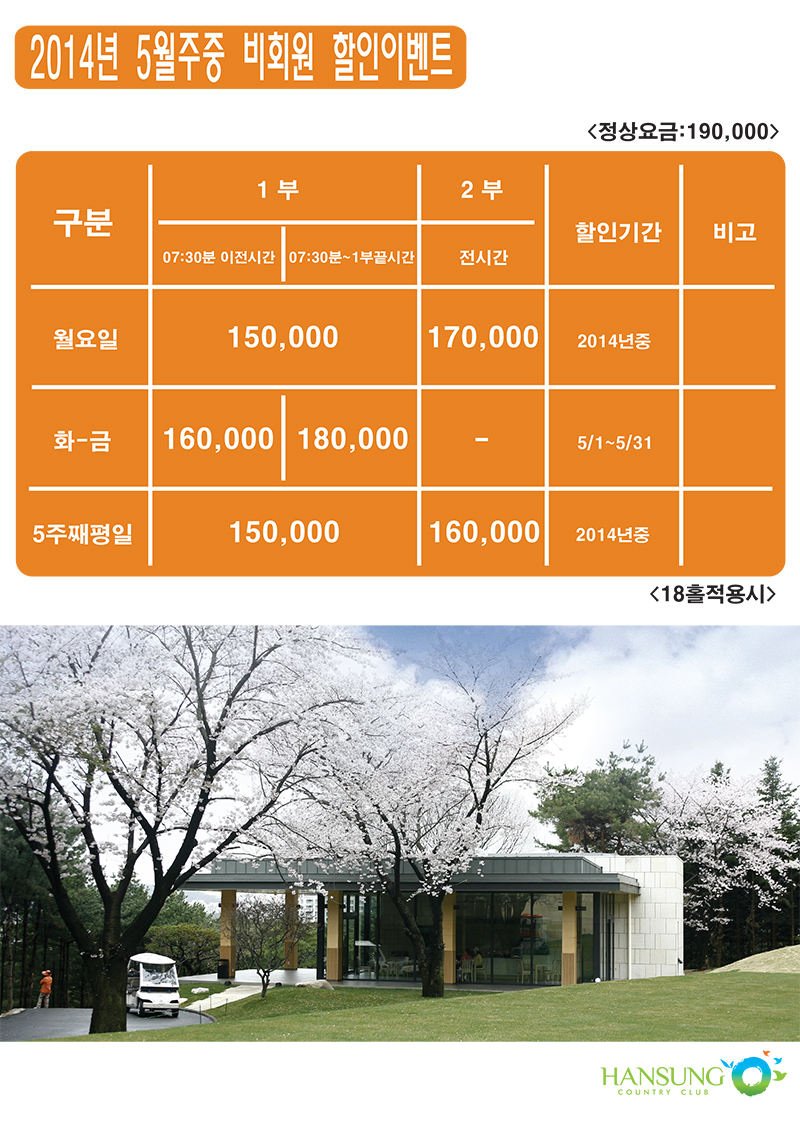 2014년 5월주중 비회원 할인이벤트
<정상요금:190,000>
구분 1 부 2 부 할인기간 비고
07:30분 이전시간 07:30분~1부끝시간 전시간
월요일 150,000 170,000 2014년중
화-금 160,000 180,000 - 5/1~5/31
5주째평일 150,000 160,000 2014년중
<18홀적용시>
HANSUNG
COUNTRY CLUB